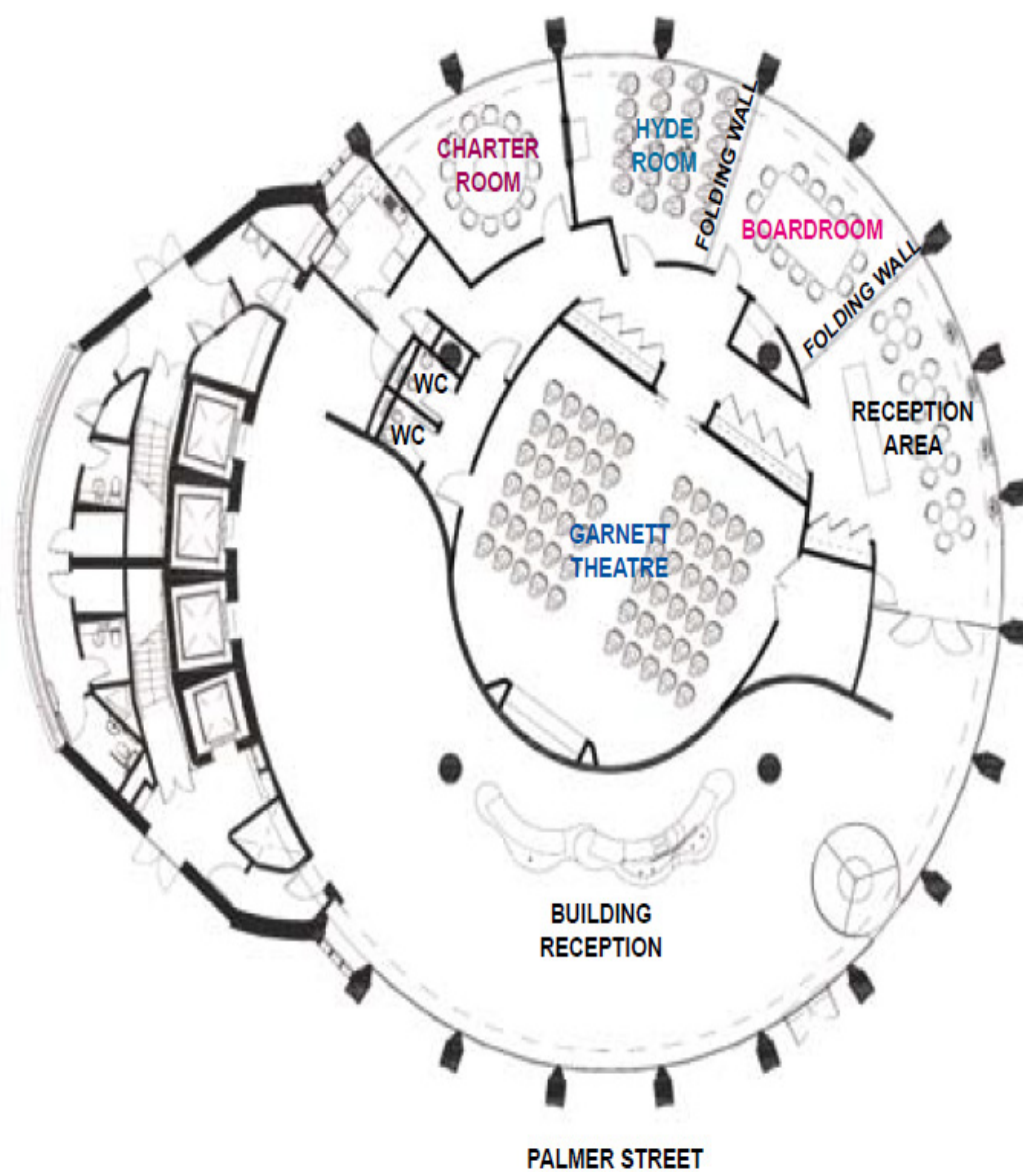 CHARTER
ROOM
HYDE
ROOM
FOLDING WALL
BOARDROOM
FOLDING WALL
WC
WC
RECEPTION
AREA
GARNETT
THEATRE
BUILDING
RECEPTION
PALMER STREET